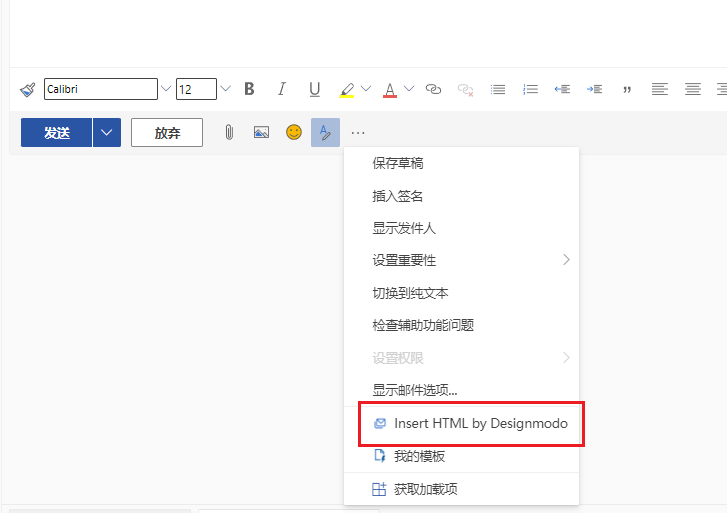 Calibri 12 B I U A
发送 放弃
保存草稿
插入签名
显示发件人
设置重要性
切换到纯文本
检查辅助功能问题
设置权限
显示邮件选项...
Insert HTML by Designmodo
我的模板
获取加载项